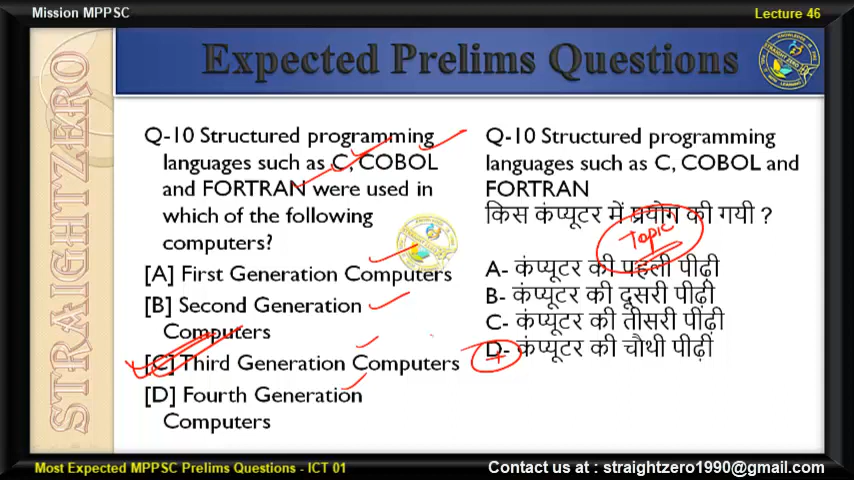 Mission MPPSC
Lecture 46
Expected Prelims Questions
STRAIGHTZERO
Q-10 Structured programming
languages such as C, COBOL
and FORTRAN were used in
which of the following
computers?
[A] First Generation Computers
[B] Second Generation
Computers
[C] Third Generation Computers
[D] Fourth Generation
Computers
Q-10 Structured programming
languages such as C, COBOL and
FORTRAN
किस कंप्यूटर में प्रयोग की गयी ?
Topic
A- कंप्यूटर की पहली पीढ़ी
B- कंप्यूटर की दूसरी पीढ़ी
C- कंप्यूटर की तीसरी पीढ़ी
D- कंप्यूटर की चौथी पीढ़ीं
Most Expected MPPSC Prelims Questions - ICT 01
Contact us at : straightzero1990@gmail.com